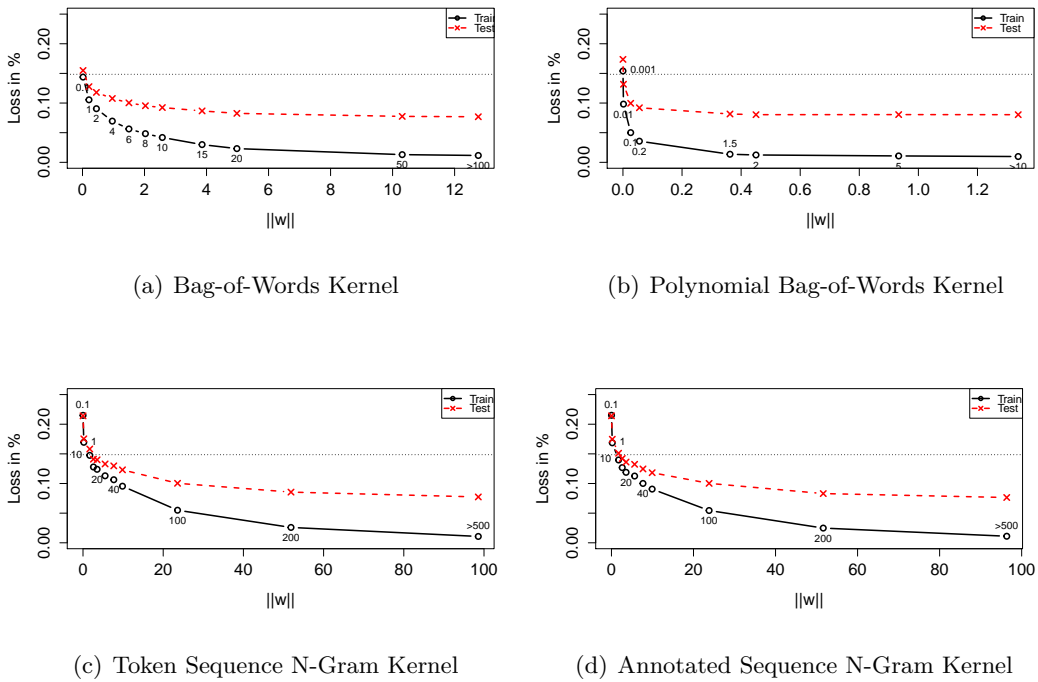 Loss in %
0.00 0.10 0.20
Train
Test
0.1
1
2
4
6
8
10
15
20
50
>100
0 2 4 6 8 10 12
||w||
(a) Bag-of-Words Kernel
Loss in %
0.00 0.10 0.20
Train
Test
0.001
0.01
0.1
0.2
1.5
2
5
>10
0.0 0.2 0.4 0.6 0.8 1.0 1.2
||w||
(b) Polynomial Bag-of-Words Kernel
Loss in %
0.00 0.10 0.20
Train
Test
0.1
1
10
20
40
100
200
>500
0 20 40 60 80 100
||w||
(c) Token Sequence N-Gram Kernel
Loss in %
0.00 0.10 0.20
Train
Test
0.1
1
10
20
40
100
200
>500
0 20 40 60 80 100
||w||
(d) Annotated Sequence N-Gram Kernel